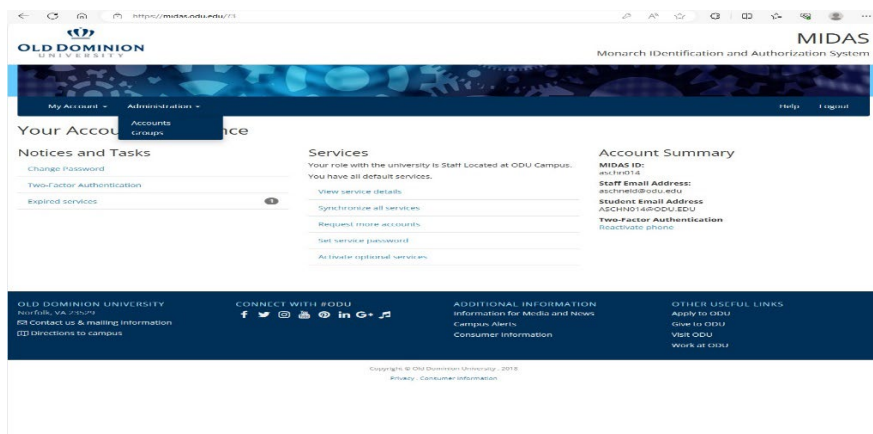 https://midas.odu.edu/?3
OLD DOMINION
UNIVERSITY
MIDAS
Monarch IDentification and Authorization System
My Account
Administration
Help
Logout
Accounts
Groups
Your Accou nce
Notices and Tasks
Change Password
Two-Factor Authentication
Expired services 1
Services
Your role with the university is Staff Located at ODU Campus.
You have all default services.
View service details
Synchronize all services
Request more accounts
Set service password
Activate optional services
Account Summary
MIDAS ID:
aschn014
Staff Email Address:
aschneid@odu.edu
Student Email Address
ASCHN014@ODU.EDU
Two-Factor Authentication
Reactivate phone
OLD DOMINION UNIVERSITY
Norfolk, VA 23529
Contact us & mailing information
Directions to campus
CONNECT WITH #ODU
ADDITIONAL INFORMATION
Information for Media and News
Campus Alerts
Consumer Information
OTHER USEFUL LINKS
Apply to ODU
Give to ODU
Visit ODU
Work at ODU
Copyright © Old Dominion University . 2018
Privacy . Consumer Information